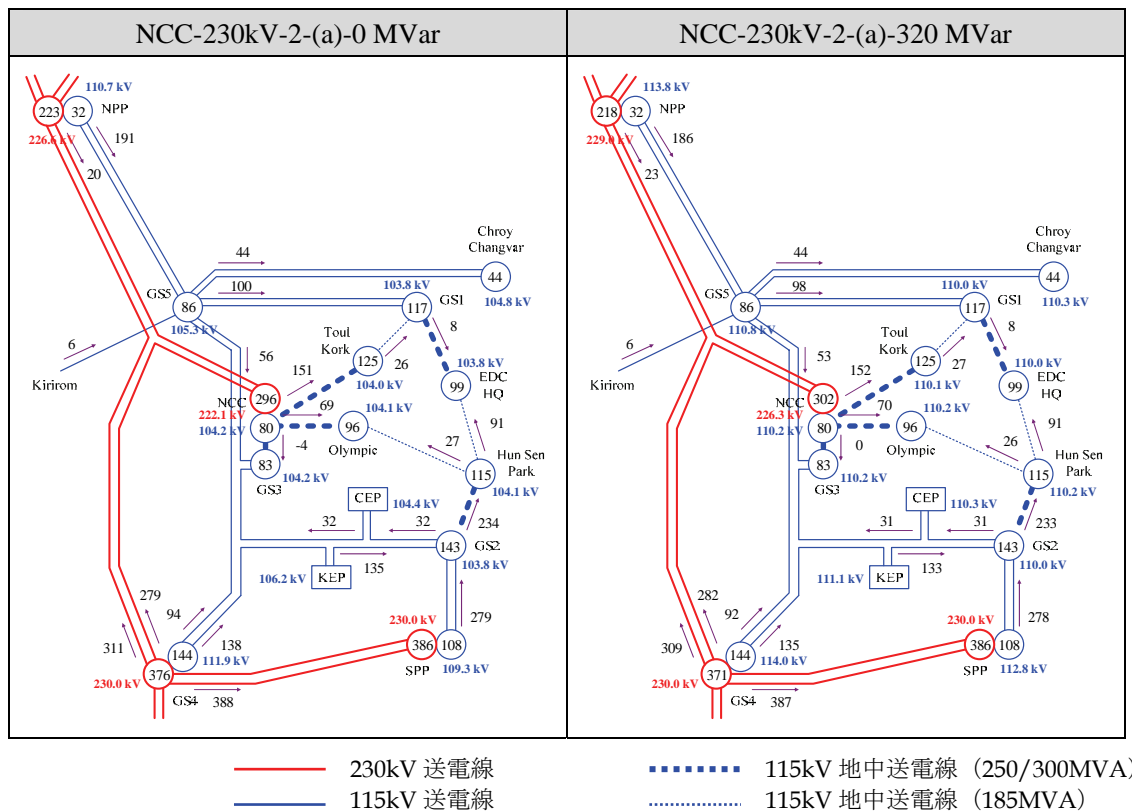 NCC-230kV-2-(a)-0 MVar
NCC-230kV-2-(a)-320 MVar
110.7 kV
223
32
NPP
226.6 kV
191
20
Chroy
Changvar
44
44
104.8 kV
100
103.8 kV
GS1
GS5
86
105.3 kV
117
8
Toul
Kork
125
26
104.0 kV
103.8 kV
99
EDC
HQ
6
Kirirom
56
151
NCC
296
222.1 kV
69
104.1 kV
80
104.2 kV
96
Olympic
-4
27
91
Hun Sen
Park
83
104.2 kV
GS3
115
104.1 kV
CEP
104.4 kV
32
32
234
143
GS2
103.8 kV
106.2 kV
KEP
135
279
94
279
311
138
230.0 kV
144
111.9 kV
386
108
SPP
109.3 kV
376
230.0 kV
GS4
388
113.8 kV
218
32
NPP
229.0 kV
186
23
Chroy
Changvar
44
44
110.3 kV
98
110.0 kV
GS1
GS5
86
110.8 kV
117
8
Toul
Kork
125
27
110.1 kV
110.0 kV
99
EDC
HQ
6
Kirirom
53
152
NCC
302
226.3 kV
70
110.2 kV
80
110.2 kV
96
Olympic
0
26
91
Hun Sen
Park
83
110.2 kV
GS3
115
110.2 kV
CEP
110.3 kV
31
31
233
143
GS2
110.0 kV
111.1 kV
KEP
133
282
92
278
309
135
230.0 kV
144
114.0 kV
386
108
SPP
112.8 kV
371
230.0 kV
GS4
387
230kV 送電線
115kV 地中送電線（250/300MVA）
115kV 送電線
115kV 地中送電線（185MVA）